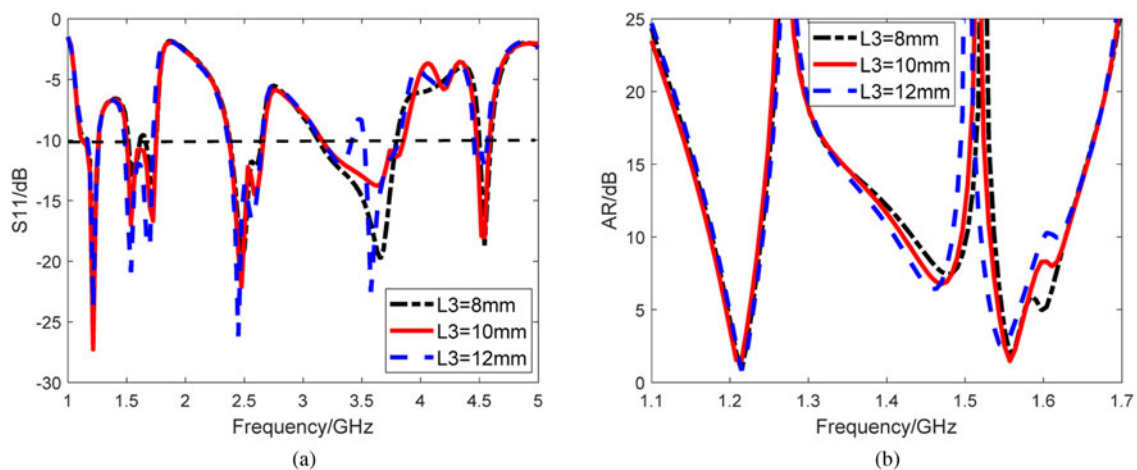 0
-5
-10
-15
-20
-25
-30
S11/dB
1 1.5 2 2.5 3 3.5 4 4.5 5
Frequency/GHz
L3=8mm
L3=10mm
L3=12mm
(a)
25
20
15
10
5
0
AR/dB
1.1 1.2 1.3 1.4 1.5 1.6 1.7
Frequency/GHz
L3=8mm
L3=10mm
L3=12mm
(b)